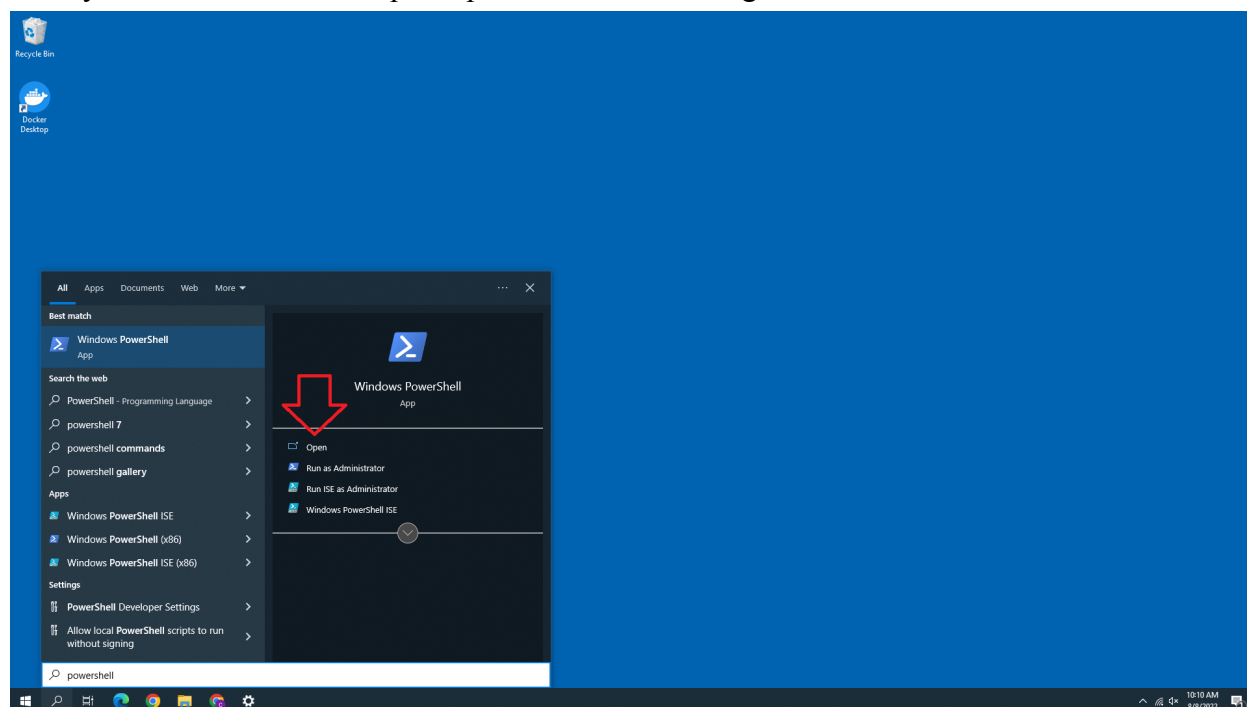 Recycle Bin
Docker
Desktop
All Apps Documents Web More
Best match
Windows PowerShell
App
Search the web
PowerShell - Programming Language
powershell 7
powershell commands
powershell gallery
Apps
Windows PowerShell ISE
Windows PowerShell (x86)
Windows PowerShell ISE (x86)
Settings
PowerShell Developer Settings
Allow local PowerShell scripts to run
without signing
Windows PowerShell
App
Open
Run as Administrator
Run ISE as Administrator
Windows PowerShell ISE
powershell
10:10 AM